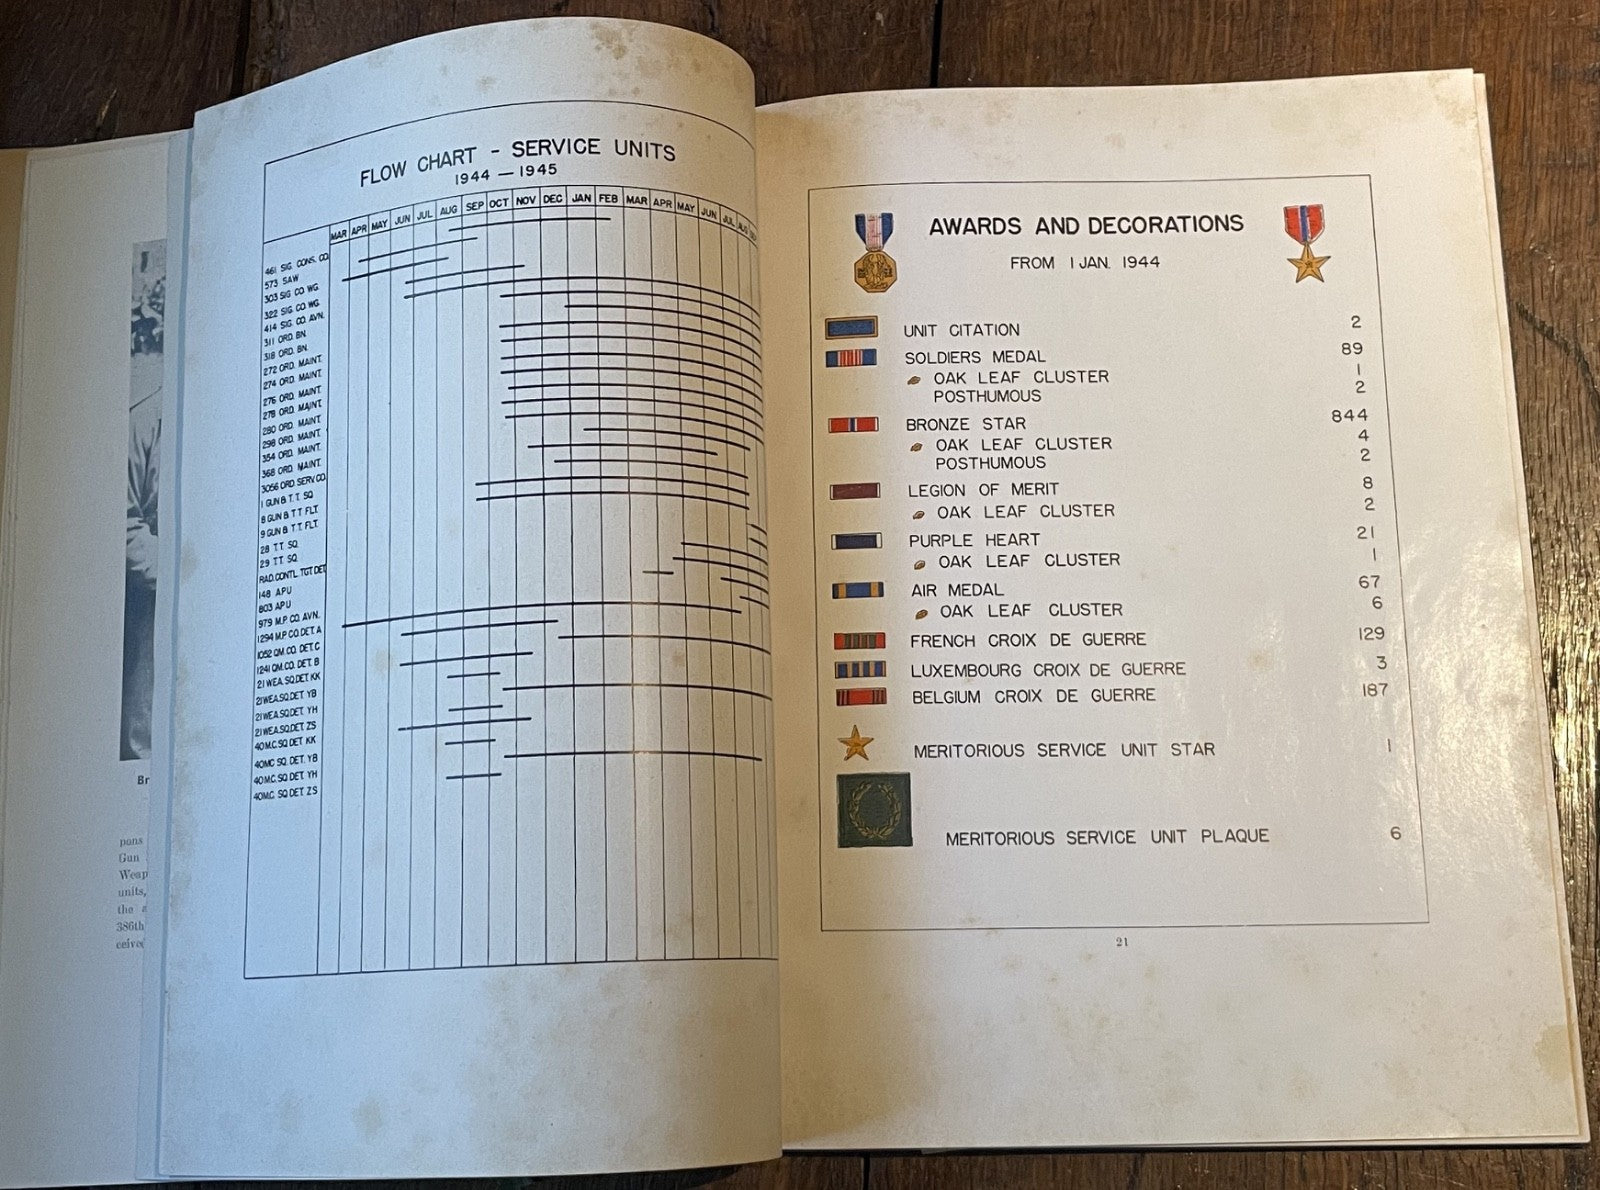 Br
pons
Gun
Weap
units,
the a
386th
ceived
FLOW CHART - SERVICE UNITS
1944 — 1945
MAR APR MAY JUN JUL AUG SEP OCT NOV DEC JAN FEB MAR APR MAY JUN JUL AUG
461 SIG. CONS. CO.
573 SAW
303 SIG CO WG.
322 SIG. CO WG.
414 SIG. CO. AVN.
311 ORD. BN.
318 ORD. BN.
272 ORD. MAINT.
274 ORD. MAINT.
276 ORD. MAINT.
278 ORD. MAINT.
280 ORD. MAINT.
298 ORD. MAINT.
354 ORD. MAINT.
368 ORD. MAINT.
3056 ORD SERV CO.
1 GUN B. T. T. SQ
8 GUN B T T FLT.
9 GUN B T T. FLT.
28 T T. SQ.
29 T T. SQ.
RAD. CONTL. TGT DET.
148 APU
803 APU
979 M.P. CO. AVN.
1294 M.P CO DET. A
1052 QM. CO. DET. C
1241 QM. CO. DET. B
21 WEA. SQ. DET. KK
21 WEA. SQ. DET. YB
21 WEA. SQ. DET. YH
21 WEA. SQ. DET. ZS
40 M.C. SQ DET KK
40 MC SQ. DET. YB
40 M.C. SQ. DET. YH
40 M.C. SQ DET. ZS
AWARDS AND DECORATIONS
FROM 1 JAN. 1944
UNIT CITATION 2
SOLDIERS MEDAL 89
OAK LEAF CLUSTER 1
POSTHUMOUS 2
BRONZE STAR 844
OAK LEAF CLUSTER 4
POSTHUMOUS 2
LEGION OF MERIT 8
OAK LEAF CLUSTER 2
PURPLE HEART 21
OAK LEAF CLUSTER 1
AIR MEDAL 67
OAK LEAF CLUSTER 6
FRENCH CROIX DE GUERRE 129
LUXEMBOURG CROIX DE GUERRE 3
BELGIUM CROIX DE GUERRE 187
MERITORIOUS SERVICE UNIT STAR 1
MERITORIOUS SERVICE UNIT PLAQUE 6
21